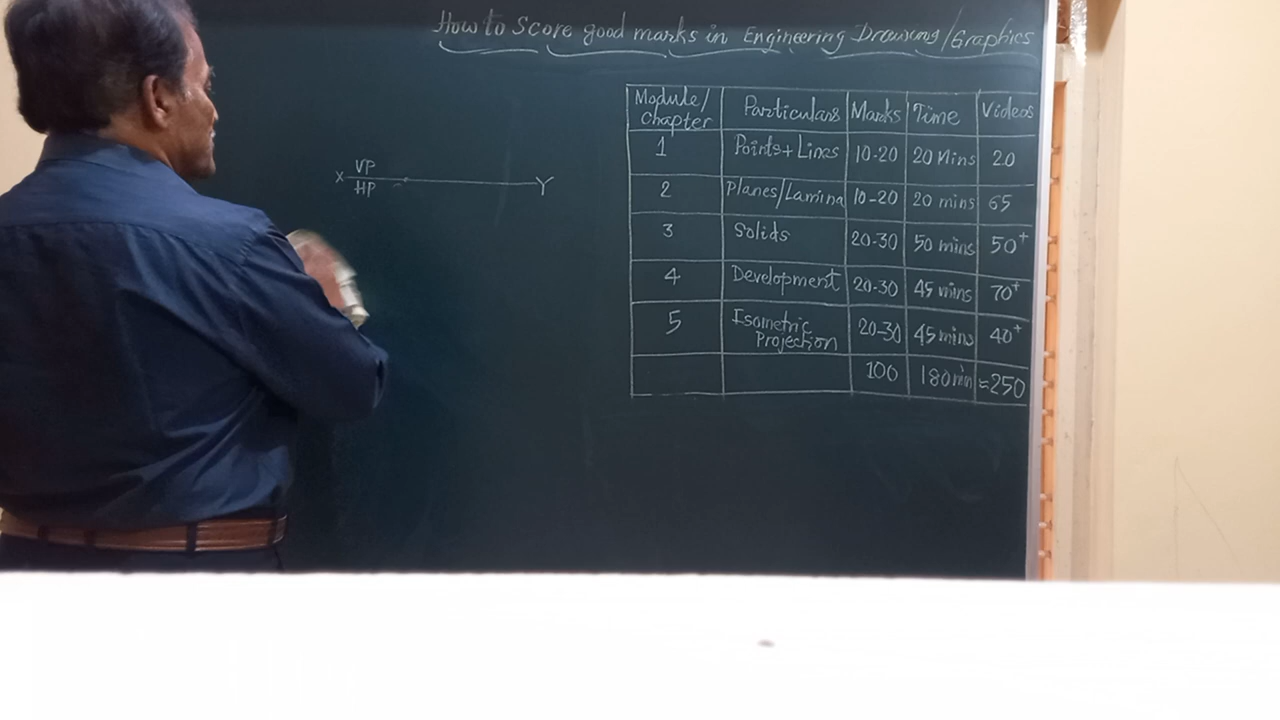 How to Score good marks in Engineering Drawing/Graphics
Module/Chapter Particulars Marks Time Videos
1 Points+Lines 10-20 20 Mins 20
2 Planes/Lamina 10-20 20 mins 65
3 Solids 20-30 50 mins 50+
4 Development 20-30 45 mins 70+
5 Isometric Projection 20-30 45 mins 40+
100 180min ≈250
VP
X Y
HP